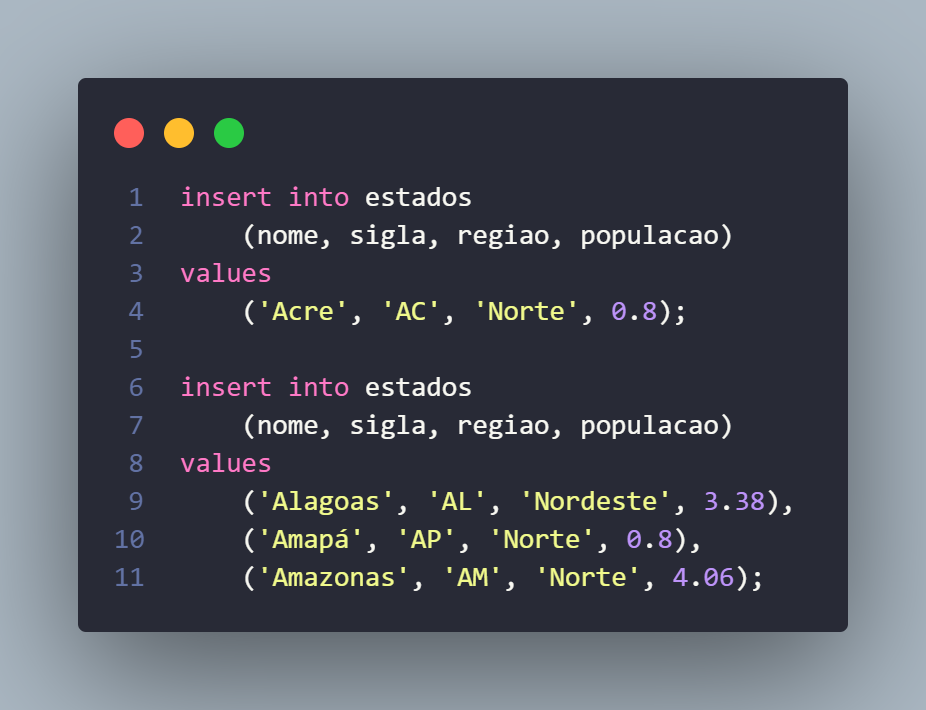 1 insert into estados
2     (nome, sigla, regiao, populacao)
3 values
4     ('Acre', 'AC', 'Norte', 0.8);
5
6 insert into estados
7     (nome, sigla, regiao, populacao)
8 values
9     ('Alagoas', 'AL', 'Nordeste', 3.38),
10     ('Amapá', 'AP', 'Norte', 0.8),
11     ('Amazonas', 'AM', 'Norte', 4.06);